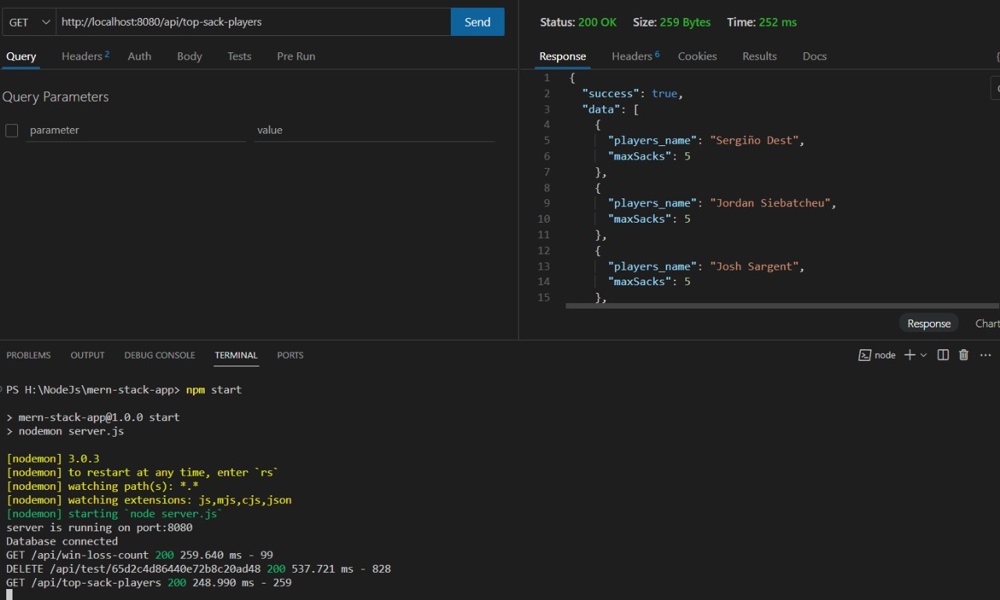 GET
http://localhost:8080/api/top-sack-players
Send
Query
Headers 2
Auth
Body
Tests
Pre Run
Query Parameters
parameter
value
Status: 200 OK Size: 259 Bytes Time: 252 ms
Response
Headers 6
Cookies
Results
Docs
{
1 {
2 "success": true,
3 "data": [
4 {
5 "players_name": "Sergiño Dest",
6 "maxSacks": 5
7 },
8 {
9 "players_name": "Jordan Siebatcheu",
10 "maxSacks": 5
11 },
12 {
13 "players_name": "Josh Sargent",
14 "maxSacks": 5
15 },
Response
Chart
PROBLEMS
OUTPUT
DEBUG CONSOLE
TERMINAL
PORTS
node
PS H:\NodeJs\mern-stack-app> npm start
> mern-stack-app@1.0.0 start
> nodemon server.js
[nodemon] 3.0.3
[nodemon] to restart at any time, enter `rs`
[nodemon] watching path(s): *.*
[nodemon] watching extensions: js,mjs,cjs,json
[nodemon] starting `node server.js`
server is running on port:8080
Database connected
GET /api/win-loss-count 200 259.640 ms - 99
DELETE /api/test/65d2c4d86440e72b8c20ad48 200 537.721 ms - 828
GET /api/top-sack-players 200 248.990 ms - 259